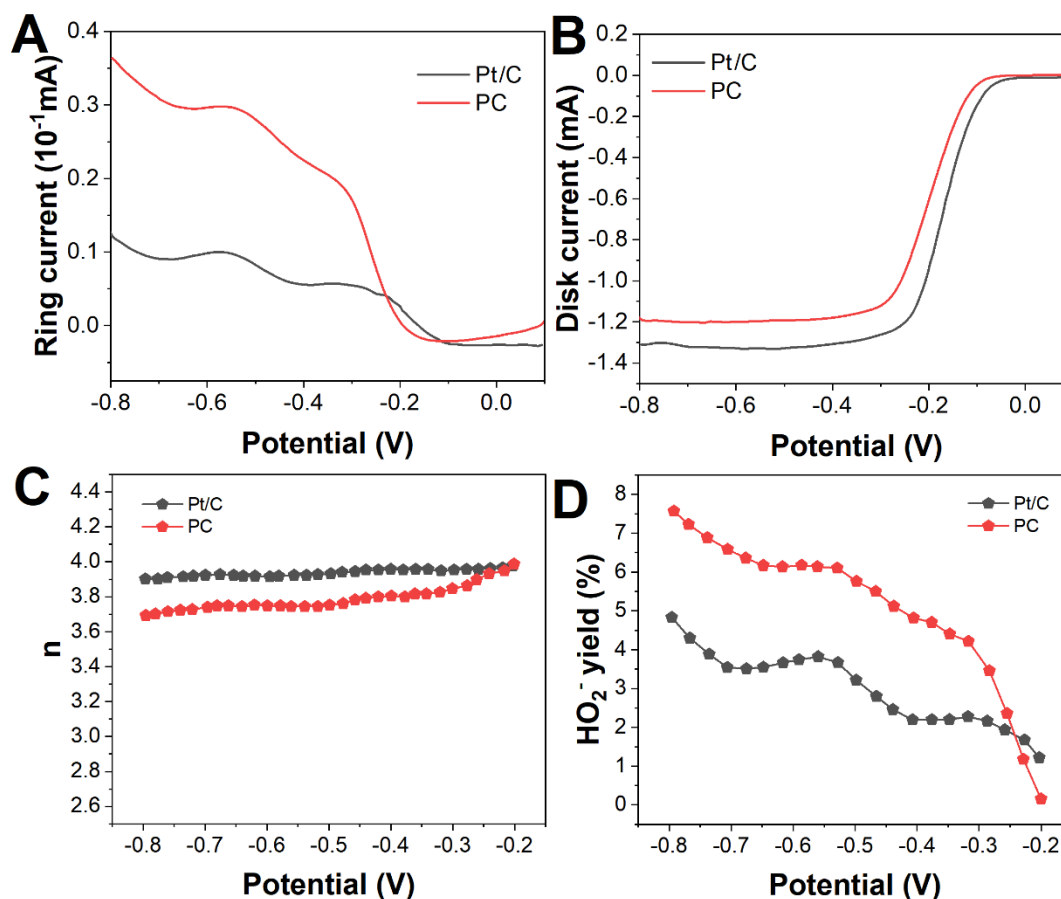 A
Ring current (10⁻¹mA)
0.4
0.3
0.2
0.1
0.0
Pt/C
PC
-0.8
-0.6
-0.4
-0.2
0.0
Potential (V)
B
Disk current (mA)
0.2
0.0
-0.2
-0.4
-0.6
-0.8
-1.0
-1.2
-1.4
Pt/C
PC
-0.8
-0.6
-0.4
-0.2
0.0
Potential (V)
C
n
4.4
4.2
4.0
3.8
3.6
3.4
3.2
3.0
2.8
2.6
Pt/C
PC
-0.8
-0.7
-0.6
-0.5
-0.4
-0.3
-0.2
Potential (V)
D
HO₂⁻ yield (%)
8
7
6
5
4
3
2
1
0
Pt/C
PC
-0.8
-0.7
-0.6
-0.5
-0.4
-0.3
-0.2
Potential (V)